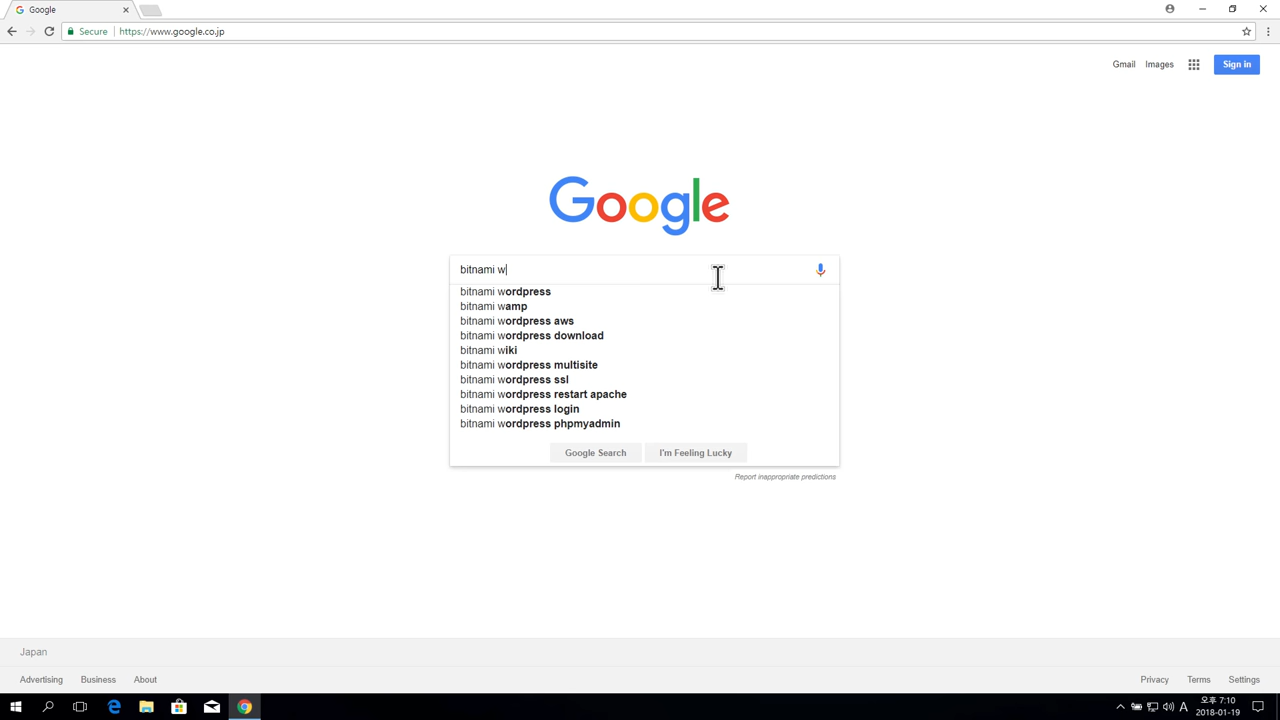 Google
Secure https://www.google.co.jp
Gmail Images Sign in
Google
bitnami w
bitnami wordpress
bitnami wamp
bitnami wordpress aws
bitnami wordpress download
bitnami wiki
bitnami wordpress multisite
bitnami wordpress ssl
bitnami wordpress restart apache
bitnami wordpress login
bitnami wordpress phpmyadmin
Google Search I'm Feeling Lucky
Report inappropriate predictions
Japan
Advertising Business About Privacy Terms Settings
A 오후 7:10
2018-01-19